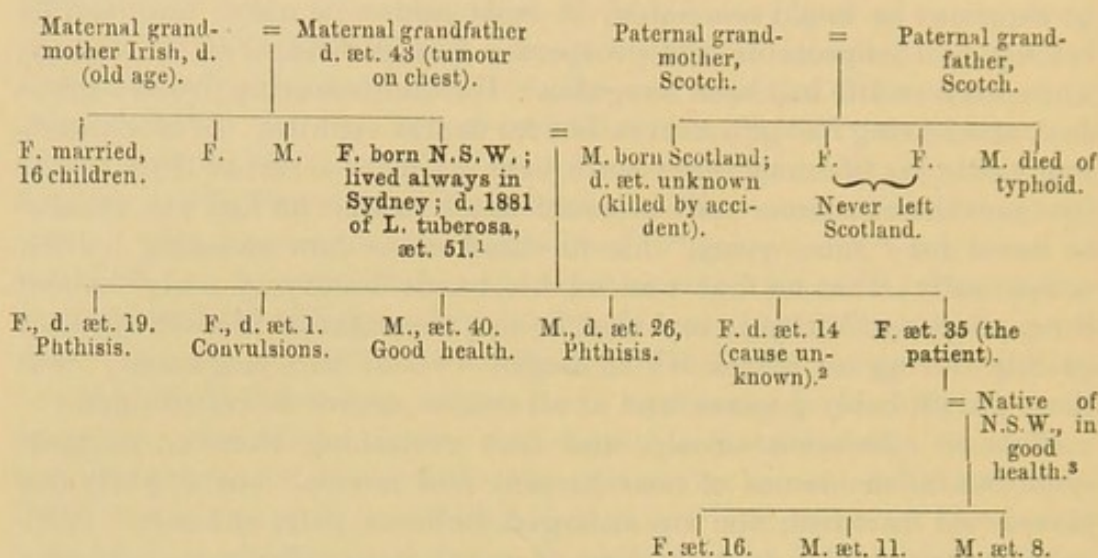 Maternal grand-
mother Irish, d.
(old age).
= Maternal grandfather
d. æt. 43 (tumour
on chest).
Paternal grand-
mother,
Scotch.
=
Paternal grand-
father,
Scotch.
F. married,
16 children.
F.
M.
F. born N.S.W.;
lived always in
Sydney; d. 1881
of L. tuberosa,
æt. 51.¹
=
M. born Scotland;
d. æt. unknown
(killed by acci-
dent).
F. F.
Never left
Scotland.
M. died of
typhoid.
F., d. æt. 19.
Phthisis.
F., d. æt. 1.
Convulsions.
M., æt. 40.
Good health.
M., d. æt. 26,
Phthisis.
F. d. æt. 14
(cause un-
known).²
F. æt. 35 (the
patient).
= Native of
N.S.W., in
good
health.³
F. æt. 16.
M. æt. 11.
M. æt. 8.